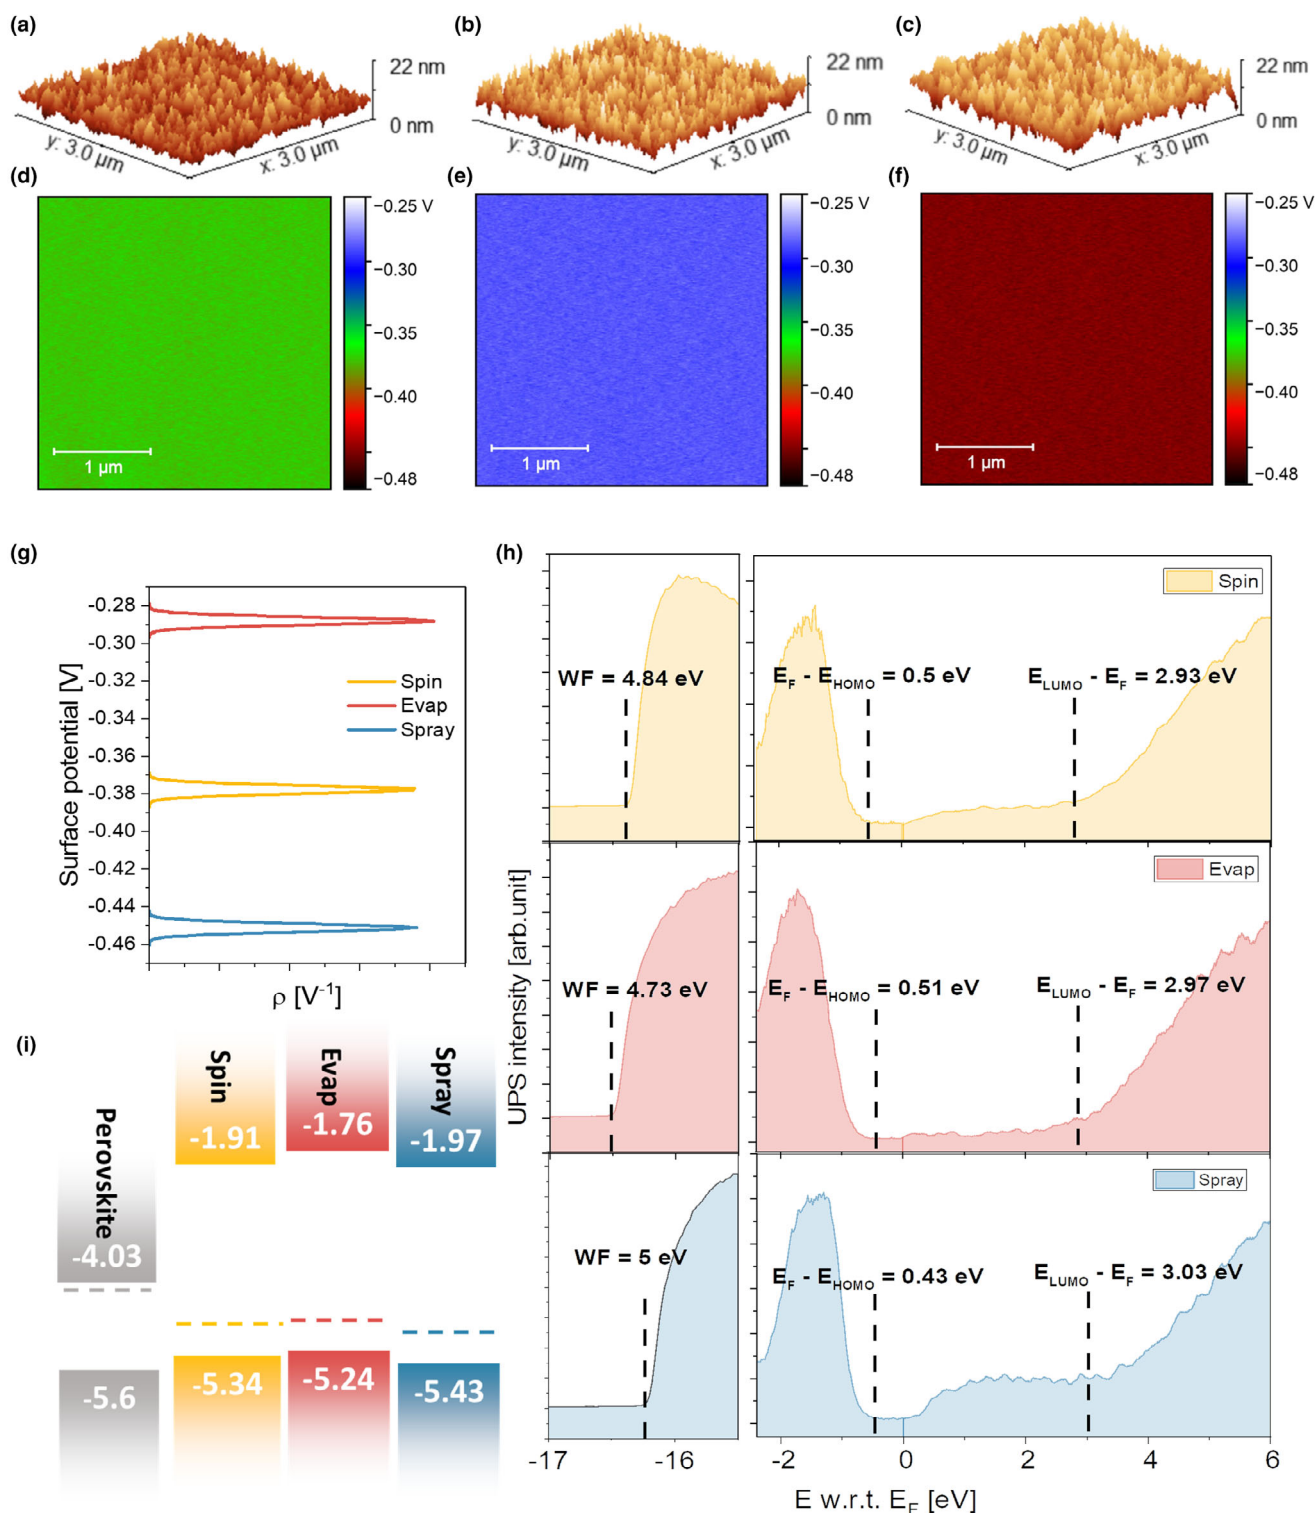 (a)
22 nm
0 nm
y: 3.0 µm
x: 3.0 µm
(b)
22 nm
0 nm
y: 3.0 µm
x: 3.0 µm
(c)
22 nm
0 nm
y: 3.0 µm
x: 3.0 µm
(d)
1 µm
−0.25 V
−0.30
−0.35
−0.40
−0.48
(e)
1 µm
−0.25 V
−0.30
−0.35
−0.40
−0.48
(f)
1 µm
−0.25 V
−0.30
−0.35
−0.40
−0.48
(g)
Surface potential [V]
-0.28
-0.30
-0.32
-0.34
-0.36
-0.38
-0.40
-0.42
-0.44
-0.46
Spin
Evap
Spray
ρ [V⁻¹]
(h)
UPS intensity [arb.unit]
Spin
WF = 4.84 eV
E_F - E_HOMO = 0.5 eV
E_LUMO - E_F = 2.93 eV
Evap
WF = 4.73 eV
E_F - E_HOMO = 0.51 eV
E_LUMO - E_F = 2.97 eV
Spray
WF = 5 eV
E_F - E_HOMO = 0.43 eV
E_LUMO - E_F = 3.03 eV
-17
-16
-2
0
2
4
6
E w.r.t. E_F [eV]
(i)
Perovskite
-4.03
-5.6
Spin
-1.91
-5.34
Evap
-1.76
-5.24
Spray
-1.97
-5.43